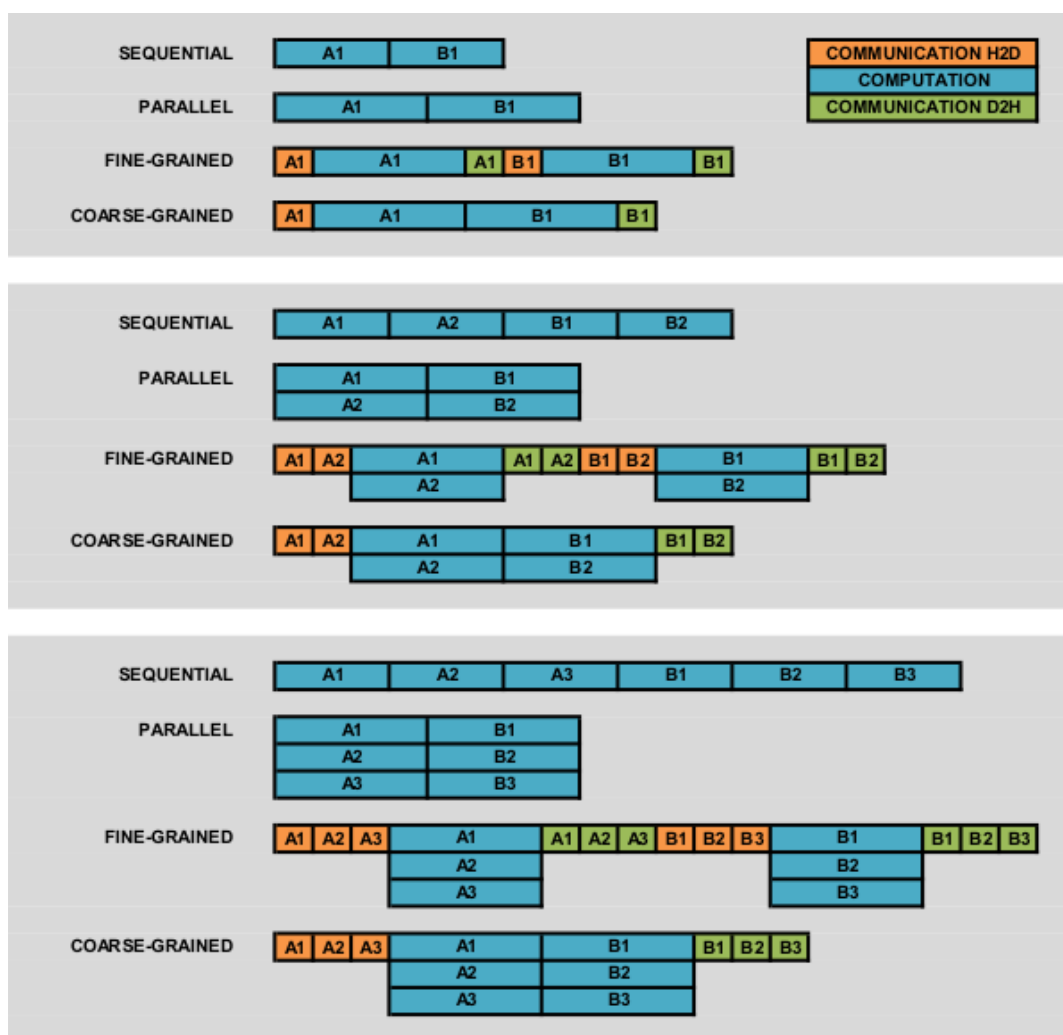 SEQUENTIAL A1 B1 COMMUNICATION H2D
COMPUTATION
PARALLEL A1 B1 COMMUNICATION D2H
FINE-GRAINED A1 A1 A1 B1 B1 B1
COARSE-GRAINED A1 A1 B1 B1
SEQUENTIAL A1 A2 B1 B2
PARALLEL A1 B1
A2 B2
FINE-GRAINED A1 A2 A1 A1 A2 B1 B2 B1 B1 B2
A2 B2
COARSE-GRAINED A1 A2 A1 B1 B1 B2
A2 B2
SEQUENTIAL A1 A2 A3 B1 B2 B3
PARALLEL A1 B1
A2 B2
A3 B3
FINE-GRAINED A1 A2 A3 A1 A1 A2 A3 B1 B2 B3 B1 B1 B2 B3
A2 B2
A3 B3
COARSE-GRAINED A1 A2 A3 A1 B1 B1 B2 B3
A2 B2
A3 B3